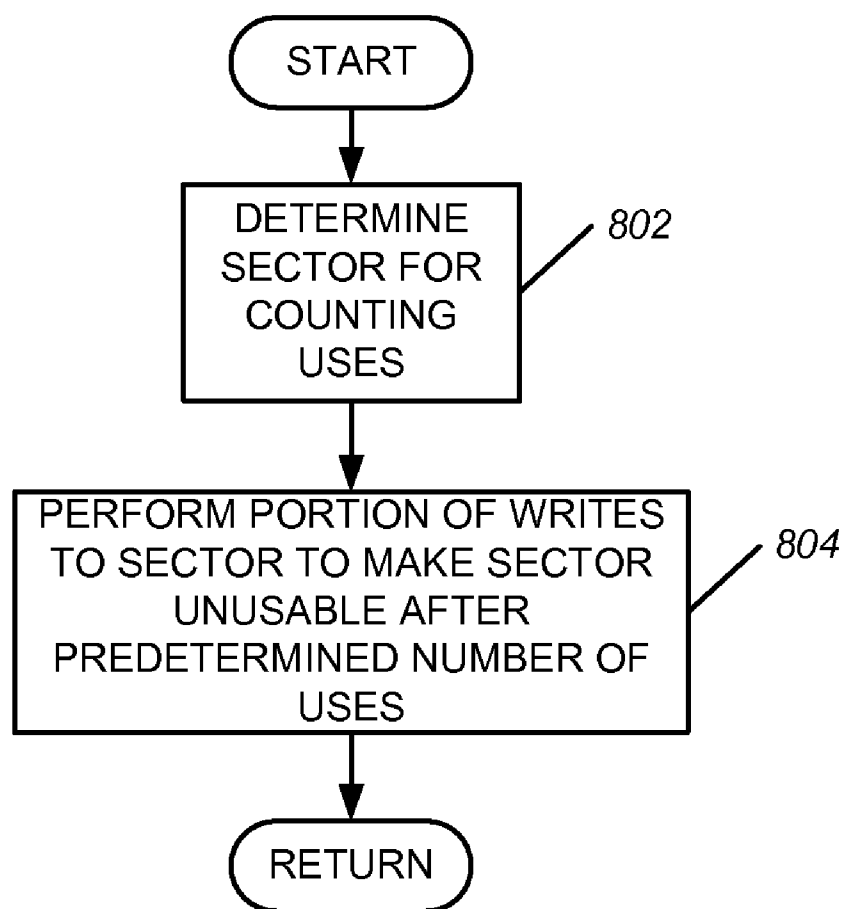 START
DETERMINE
SECTOR FOR
COUNTING
USES
802
PERFORM PORTION OF WRITES
TO SECTOR TO MAKE SECTOR
UNUSABLE AFTER
PREDETERMINED NUMBER OF
USES
804
RETURN